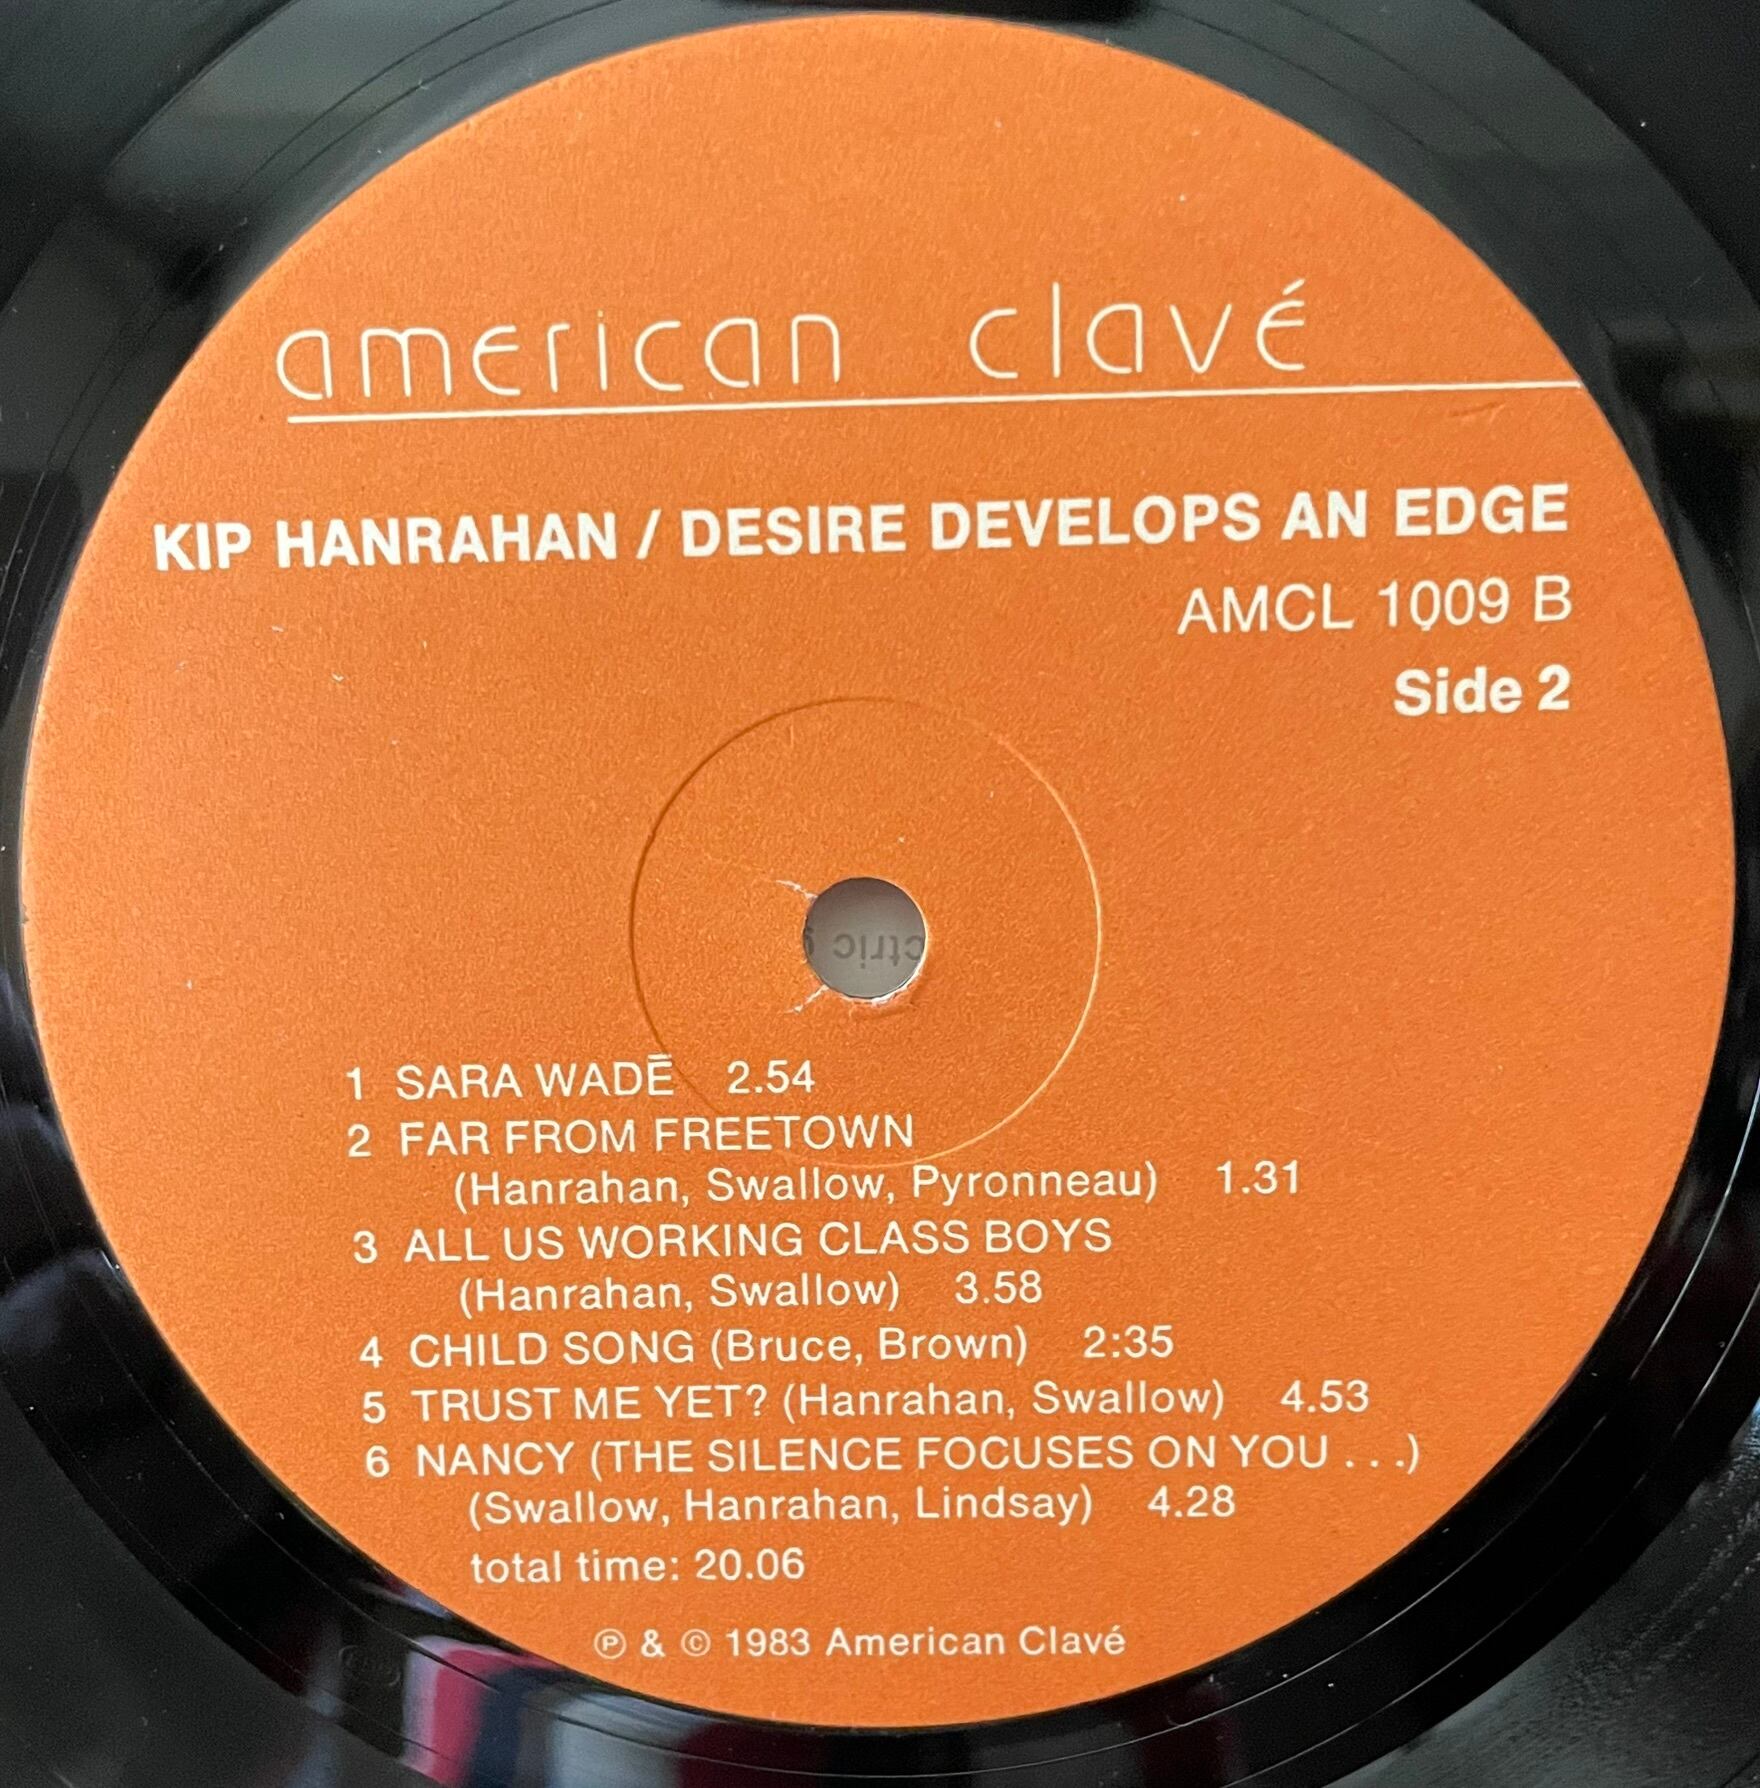 american clavé
KIP HANRAHAN / DESIRE DEVELOPS AN EDGE
AMCL 1009 B
Side 2
ctric
1 SARA WADĒ 2.54
2 FAR FROM FREETOWN
(Hanrahan, Swallow, Pyronneau) 1.31
3 ALL US WORKING CLASS BOYS
(Hanrahan, Swallow) 3.58
4 CHILD SONG (Bruce, Brown) 2:35
5 TRUST ME YET? (Hanrahan, Swallow) 4.53
6 NANCY (THE SILENCE FOCUSES ON YOU . . .)
(Swallow, Hanrahan, Lindsay) 4.28
total time: 20.06
℗ & © 1983 American Clavé